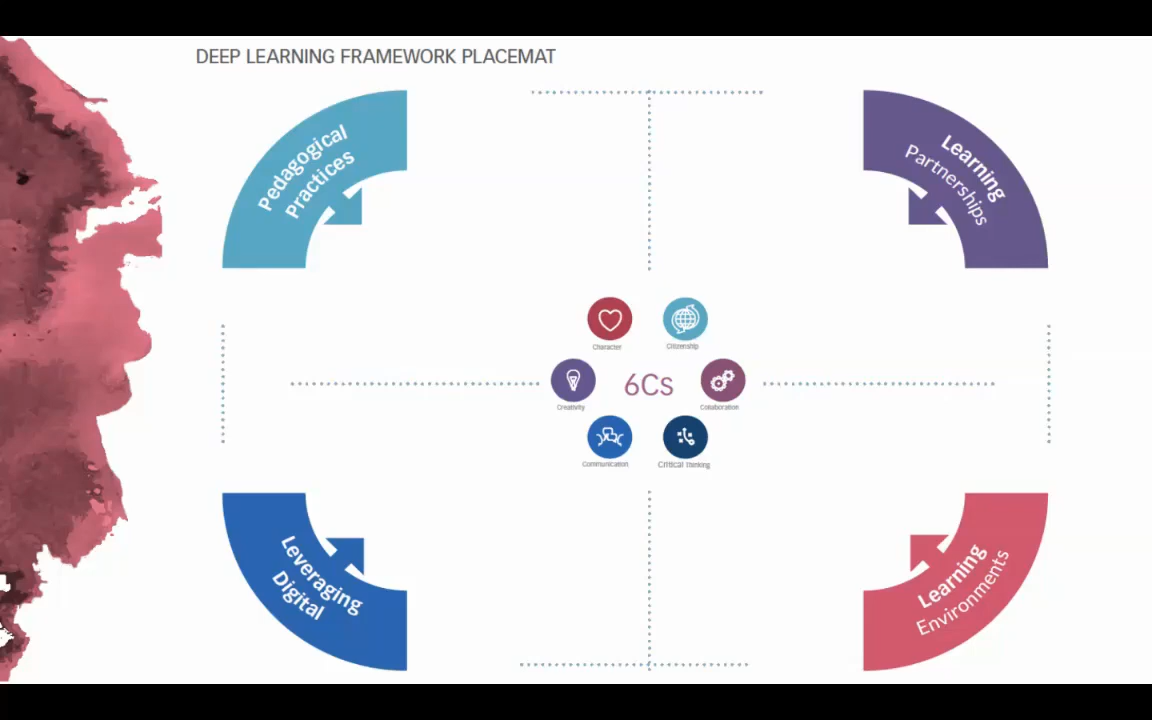 DEEP LEARNING FRAMEWORK PLACEMAT
Pedagogical
Practices
Learning
Partnerships
Character
Citizenship
Creativity
6Cs
Collaboration
Communication
Critical Thinking
Leveraging
Digital
Learning
Environments